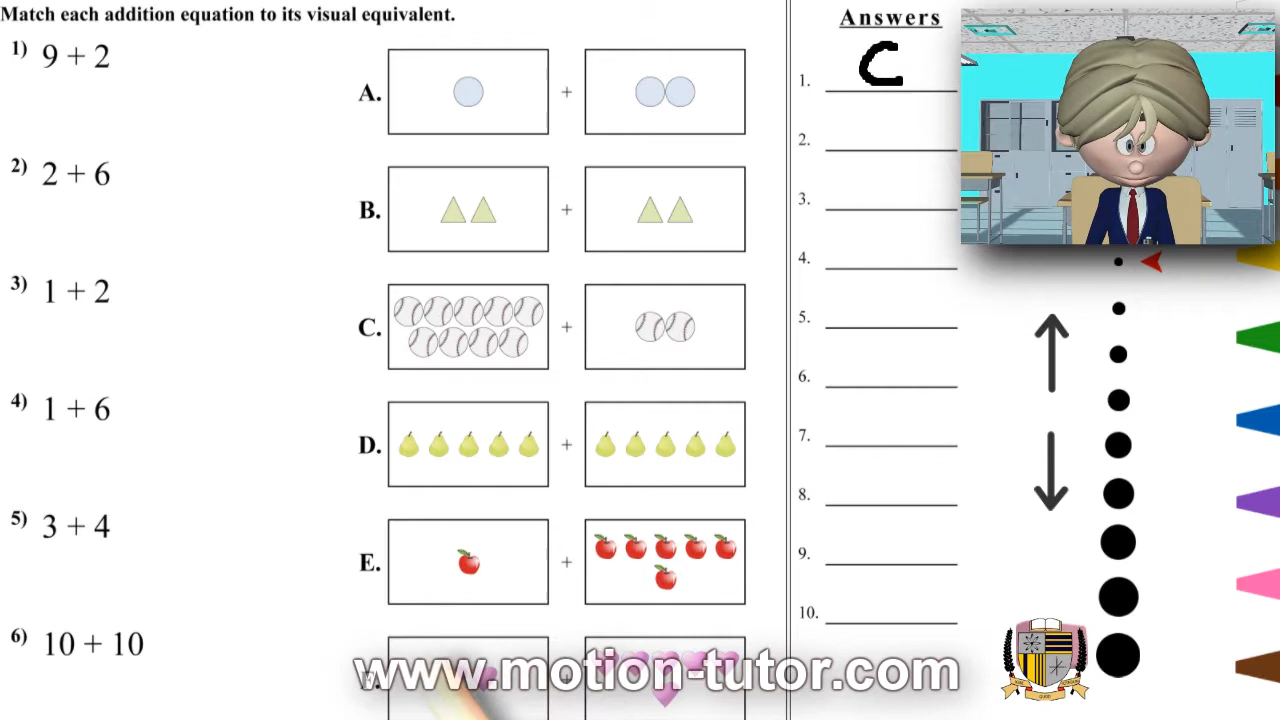 Match each addition equation to its visual equivalent.
1) 9 + 2
2) 2 + 6
3) 1 + 2
4) 1 + 6
5) 3 + 4
6) 10 + 10
A. +
B. +
C. +
D. +
E. +
F. +
Answers
1. C
2.
3.
4.
5.
6.
7.
8.
9.
10.
www.motion-tutor.com